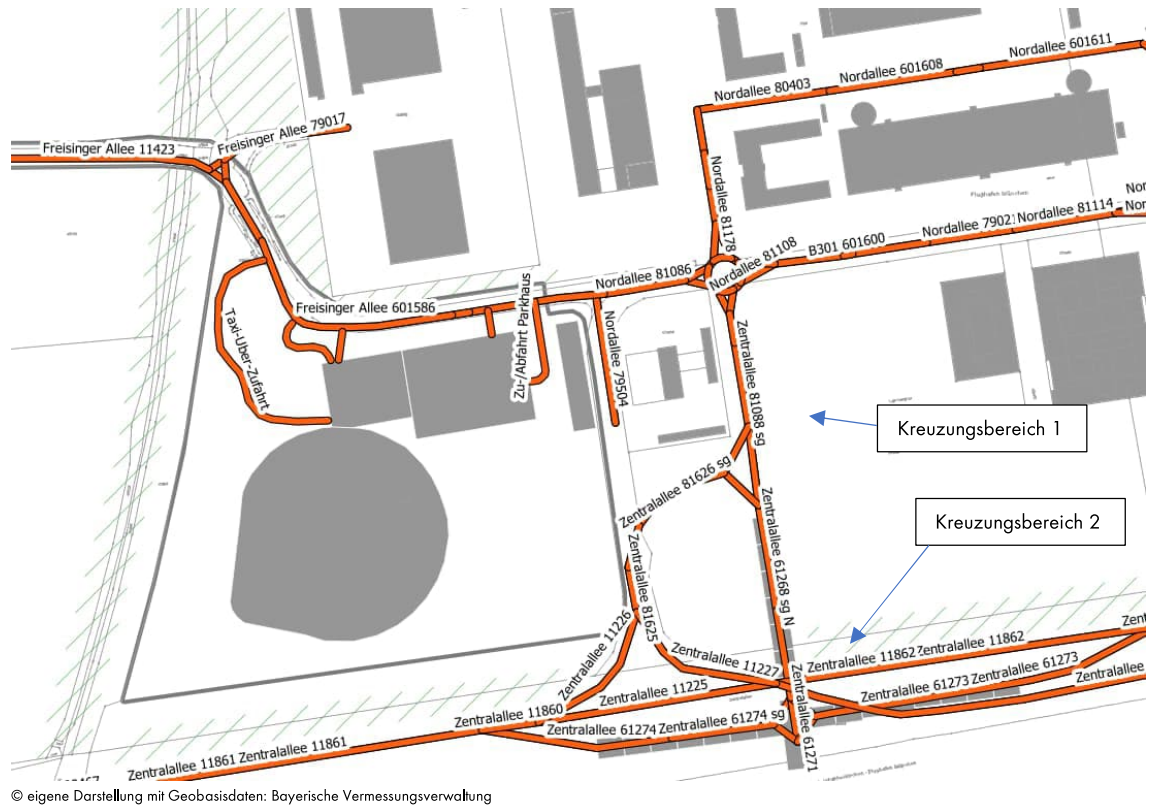 Nordallee 601611
Nordallee 601608
Nordallee 80403
Freisinger Allee 79017
Freisinger Allee 11423
Nordallee 81178
Nordallee 81114
Nordallee 7902
B301 601600
Nordallee 81108
Nordallee 81086
Freisinger Allee 601586
Zu-/Abfahrt Parkhaus
Taxi-Uber-Zufahrt
Nordallee 79504
Zentralallee 81088 sg
Kreuzungsbereich 1
Zentralallee 81626 sg
Kreuzungsbereich 2
Zentralallee 61268 sg N
Zentralallee 81625
Zentralallee 11226
Zentralallee 11227
Zentralallee 11862
Zentralallee 11862
Zentralallee 11225
Zentralallee 61273
Zentralallee 61273
Zentralallee
Zentralallee 11860
Zentralallee 61274
Zentralallee 61274 sg
Zentralallee 61271
Zentralallee 11861 Zentralallee 11861
© eigene Darstellung mit Geobasisdaten: Bayerische Vermessungsverwaltung